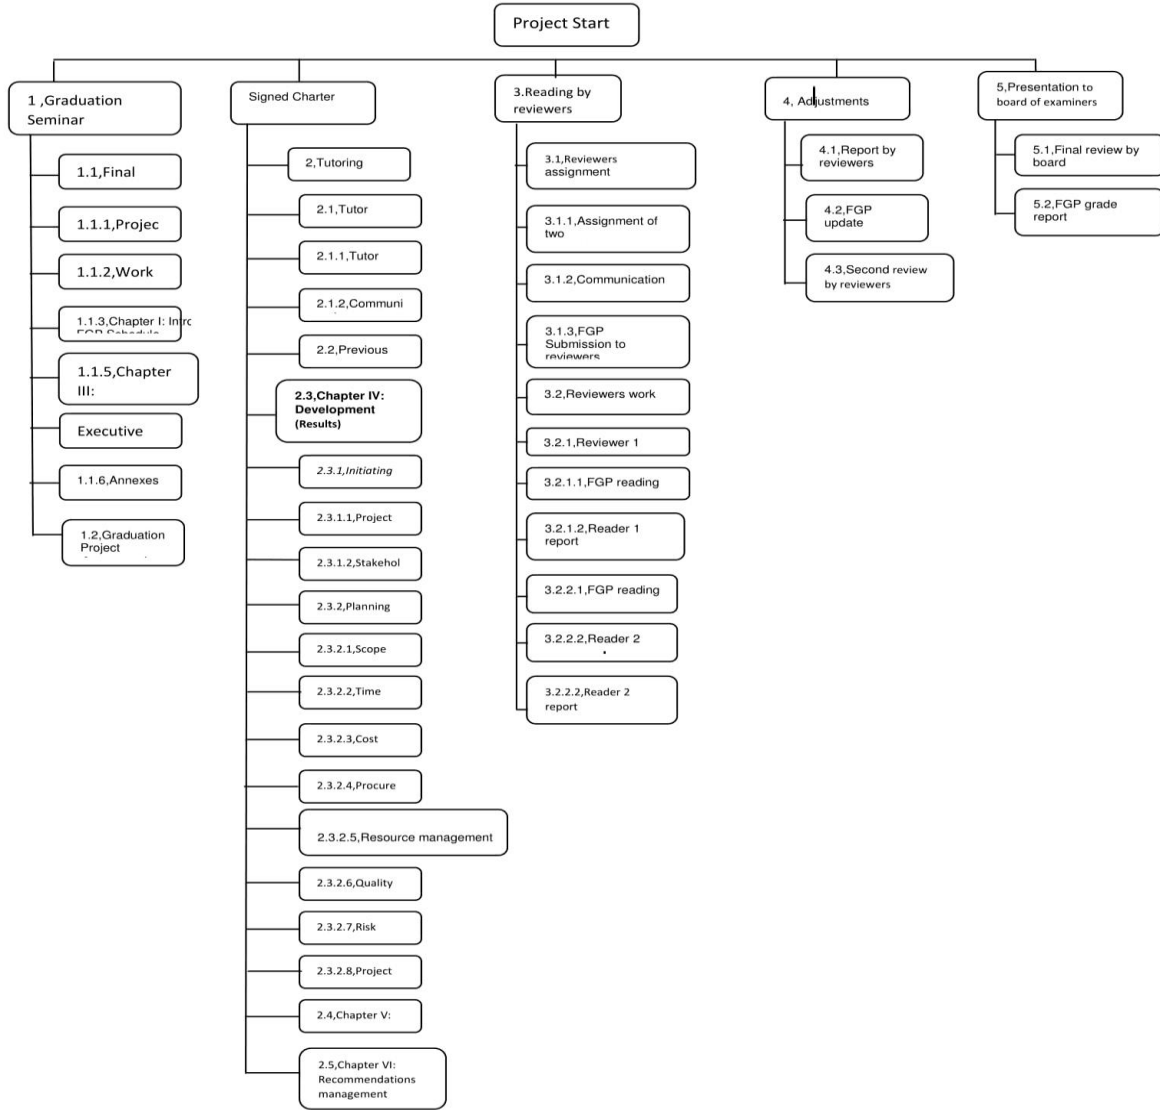 Project Start
1 ,Graduation
Seminar
1.1,Final
1.1.1,Projec
1.1.2,Work
1.1.3,Chapter I: Intrc
1.1.5,Chapter
III:
Executive
1.1.6,Annexes
1.2,Graduation
Project
Signed Charter
2,Tutoring
2.1,Tutor
2.1.1,Tutor
2.1.2,Communi
2.2,Previous
2.3,Chapter IV:
Development
(Results)
2.3.1,Initiating
2.3.1.1,Project
2.3.1.2,Stakehol
2.3.2,Planning
2.3.2.1,Scope
2.3.2.2,Time
2.3.2.3,Cost
2.3.2.4,Procure
2.3.2.5,Resource management
2.3.2.6,Quality
2.3.2.7,Risk
2.3.2.8,Project
2.4,Chapter V:
2.5,Chapter VI:
Recommendations
management
3.Reading by
reviewers
3.1,Reviewers
assignment
3.1.1,Assignment of
two
3.1.2,Communication
3.1.3,FGP
Submission to
reviewers
3.2,Reviewers work
3.2.1,Reviewer 1
3.2.1.1,FGP reading
3.2.1.2,Reader 1
report
3.2.2.1,FGP reading
3.2.2.2,Reader 2
3.2.2.2,Reader 2
report
4, Adjustments
4.1,Report by
reviewers
4.2,FGP
update
4.3,Second review
by reviewers
5,Presentation to
board of examiners
5.1,Final review by
board
5.2,FGP grade
report